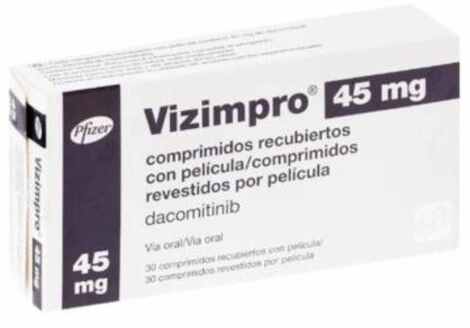 Pfizer
Vizimpro® 45 mg
comprimidos recubiertos
con película/comprimidos
revestidos por película
dacomitinib
Vía oral/Via oral
30 comprimidos recubiertos con película/
30 comprimidos revestidos por película
45
mg
Vizimpro® 45 mg